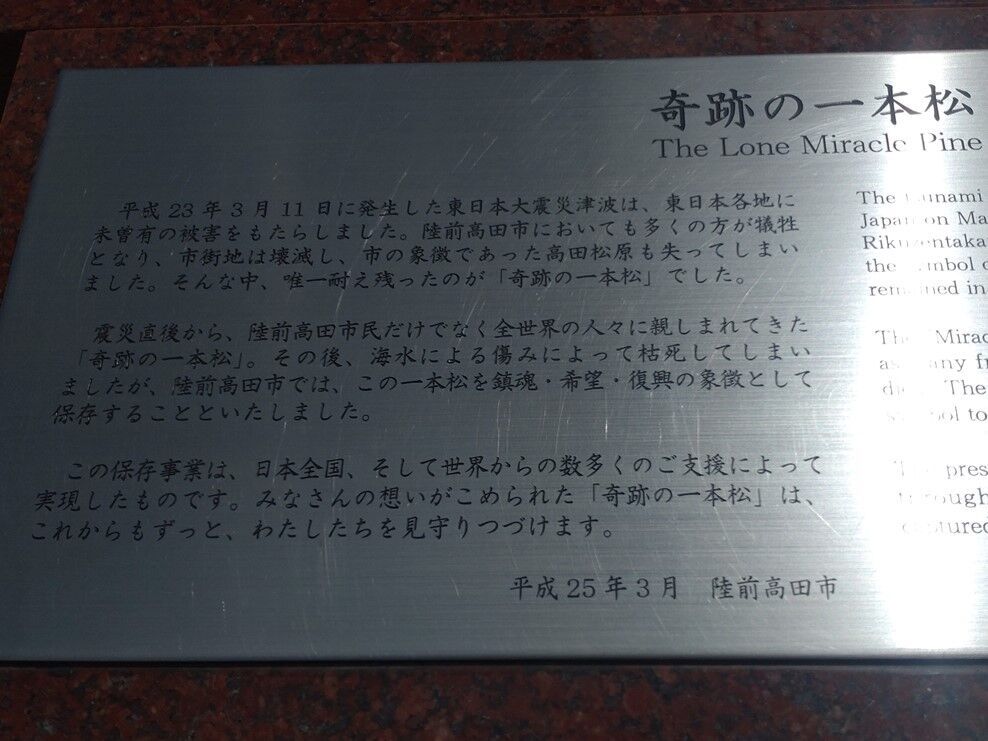 奇跡の一本松
The Lone Miracle Pine
平成 23 年 3 月 11 日に発生した東日本大震災津波は、東日本各地に
未曾有の被害をもたらしました。陸前高田市においても多くの方が犠牲
となり、市街地は壊滅し、市の象徴であった高田松原も失ってしまい
ました。そんな中、唯一耐え残ったのが「奇跡の一本松」でした。
震災直後から、陸前高田市民だけでなく全世界の人々に親しまれてきた
「奇跡の一本松」。その後、海水による傷みによって枯死してしまい
ましたが、陸前高田市では、この一本松を鎮魂・希望・復興の象徴として
保存することといたしました。
この保存事業は、日本全国、そして世界からの数多くのご支援によって
実現したものです。みなさんの想いがこめられた「奇跡の一本松」は、
これからもずっと、わたしたちを見守りつづけます。
平成 25 年 3 月 陸前高田市
The
Japan on
the
in
The
to